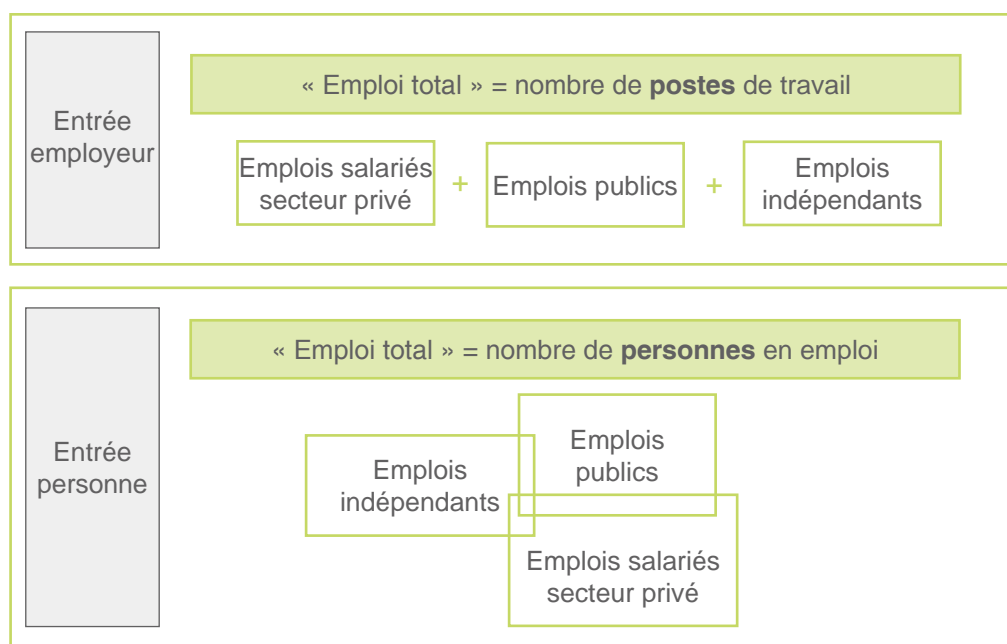 Entrée
employeur
« Emploi total » = nombre de postes de travail
Emplois salariés
secteur privé
+
Emplois publics
+
Emplois
indépendants
Entrée
personne
« Emploi total » = nombre de personnes en emploi
Emplois
indépendants
Emplois
publics
Emplois salariés
secteur privé